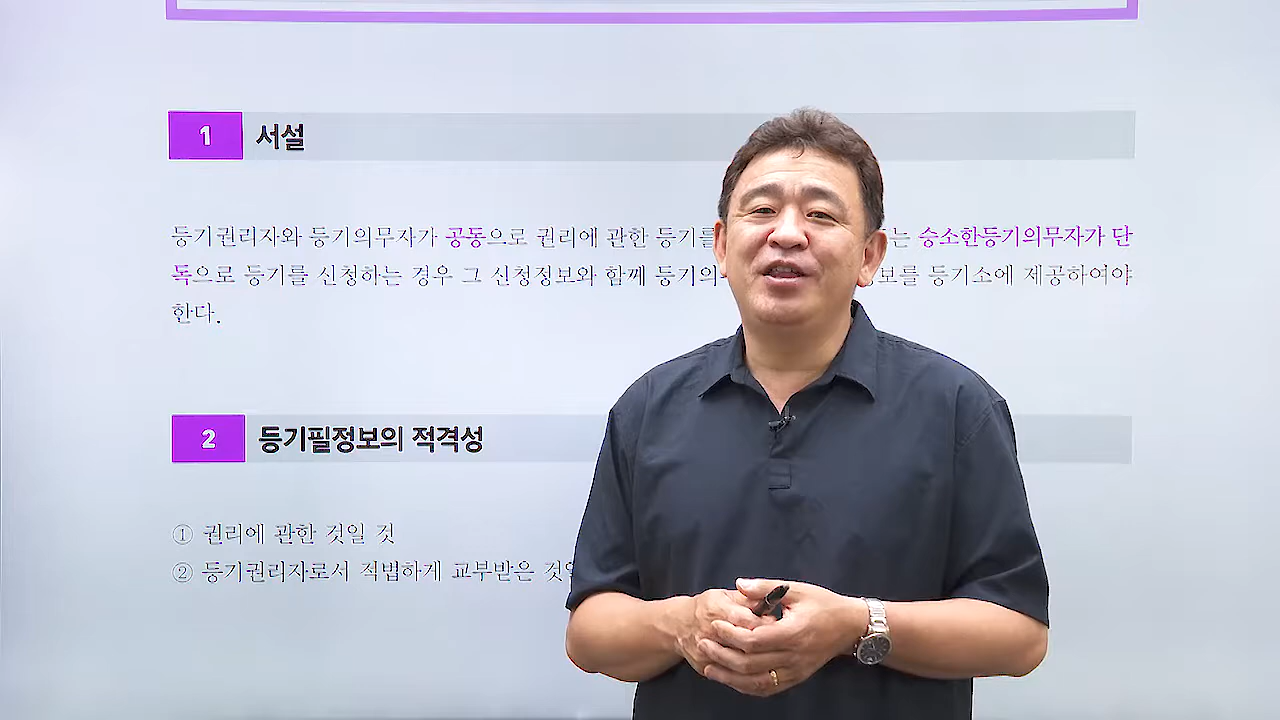 1 서설
등기권리자와 등기의무자가 공동으로 권리에 관한 등기를 는 승소한등기의무자가 단
독으로 등기를 신청하는 경우 그 신청정보와 함께 등기의 보를 등기소에 제공하여야
한다.
2 등기필정보의 적격성
① 권리에 관한 것일 것
② 등기권리자로서 적법하게 교부받은 것일